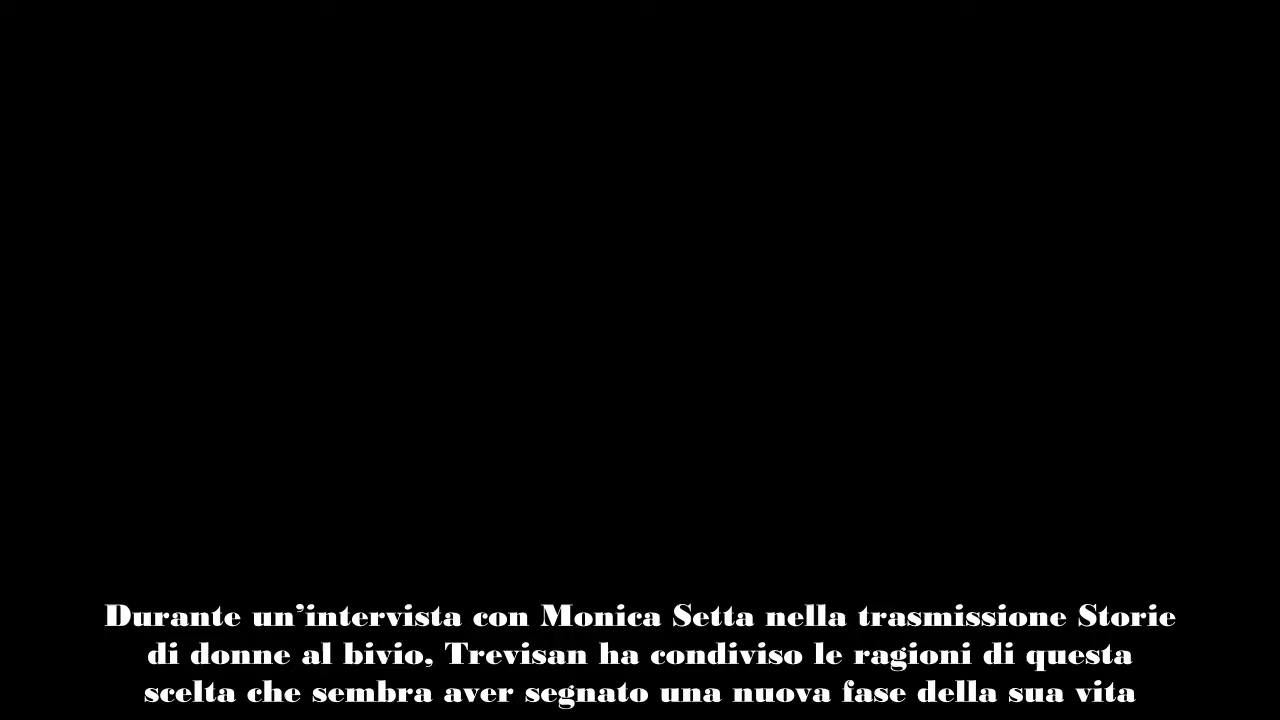 Durante un’intervista con Monica Setta nella trasmissione Storie
di donne al bivio, Trevisan ha condiviso le ragioni di questa
scelta che sembra aver segnato una nuova fase della sua vita